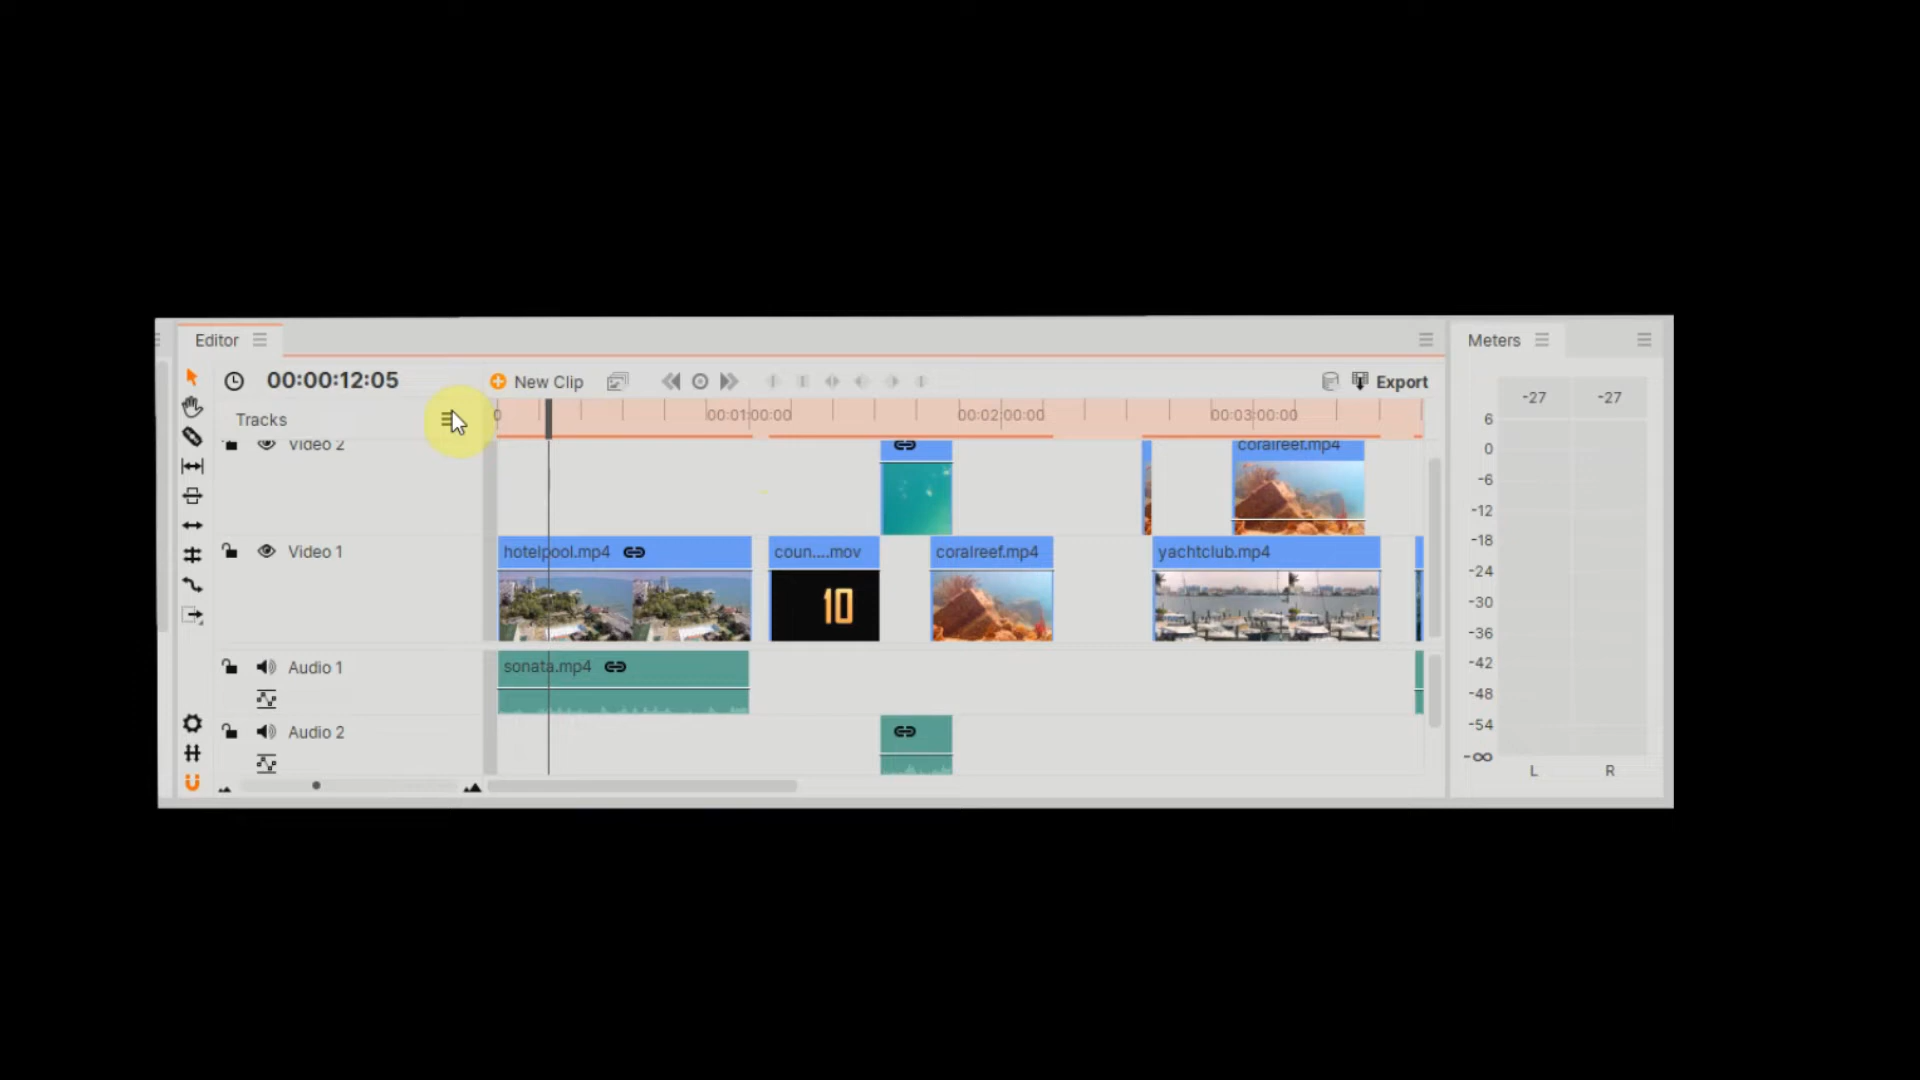 Editor
Meters
00:00:12:05
New Clip
Export
Tracks
0
00:01:00:00
00:02:00:00
00:03:00:00
Video 2
coralreef.mp4
Video 1
hotelpool.mp4
coun....mov
coralreef.mp4
yachtclub.mp4
10
Audio 1
sonata.mp4
Audio 2
-27
-27
6
0
-6
-12
-18
-24
-30
-36
-42
-48
-54
-∞
L
R